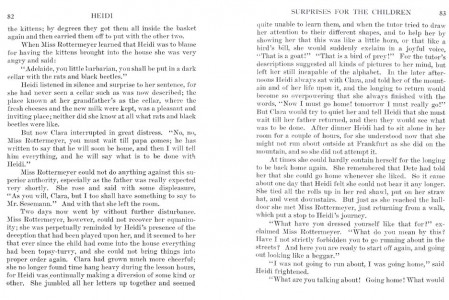 82 HEIDI
the kittens; by degrees they got them all inside the basket
again and then carried them off to put with the other two.
When Miss Rottermeyer learned that Heidi was to blame
for having kittens brought into the house she was very
angry and said:
"Adelaide, you little barbarian, you shall be put in a dark
cellar with the rats and black beetles."
Heidi listened in silence and surprise to her sentence, for
she had never seen a cellar such as was now described; the
place known at her grandfather's as the cellar, where the
fresh cheeses and the new milk were kept, was a pleasant and
inviting place; neither did she know at all what rats and black
beetles were like.
But now Clara interrupted in great distress. "No, no,
Miss Rottermeyer, you must wait till papa comes; he has
written to say that he will soon be home, and then I will tell
him everything, and he will say what is to be done with
Heidi."
Miss Rottermeyer could not do anything against this su-
perior authority, especially as the father was really expected
very shortly. She rose and said with some displeasure,
"As you will, Clara, but I too shall have something to say to
Mr. Sesemann." And with that she left the room.
Two days now went by without further disturbance.
Miss Rottermeyer, however, could not recover her equanim-
ity; she was perpetually reminded by Heidi's presence of the
deception that had been played upon her, and it seemed to her
that ever since the child had come into the house everything
had been topsy-turvy, and she could not bring things into
proper order again. Clara had grown much more cheerful;
she no longer found time hang heavy during the lesson hours,
for Heidi was continually making a diversion of some kind or
other. She jumbled all her letters up together and seemed
SURPRISES FOR THE CHILDREN 83
quite unable to learn them, and when the tutor tried to draw
her attention to their different shapes, and to help her by
showing her that this was like a little horn, or that like a
bird's bill, she would suddenly exclaim in a joyful voice,
"That is a goat!" "That is a bird of prey!" For the tutor's
descriptions suggested all kinds of pictures to her mind, but
left her still incapable of the alphabet. In the later after-
noons Heidi always sat with Clara, and told her of the moun-
tain and of her life upon it, and the longing to return would
become so overpowering that she always finished with the
words, "Now I must go home! tomorrow I must really go!"
But Clara would try to quiet her and tell Heidi that she must
wait till her father returned, and then they would see what
was to be done. After dinner Heidi had to sit alone in her
room for a couple of hours, for she understood now that she
might not run about outside at Frankfurt as she did on the
mountain, and so she did not attempt it.
At times she could hardly contain herself for the longing
to be back home again. She remembered that Dete had told
her that she could go home whenever she liked. So it came
about one day that Heidi felt she could not bear it any longer.
She tied all the rolls up in her red shawl, put on her straw
hat, and went downstairs. But just as she reached the hall-
door she met Miss Rottermeyer, just returning from a walk,
which put a stop to Heidi's journey.
"What have you dressed yourself like that for?" ex-
claimed Miss Rottermeyer. "What do you mean by this?
Have I not strictly forbidden you to go running about in the
streets? And here you are ready to start off again, and going
out looking like a beggar."
"I was not going to run about, I was going home," said
Heidi frightened.
"What are you talking about! Going home! What would